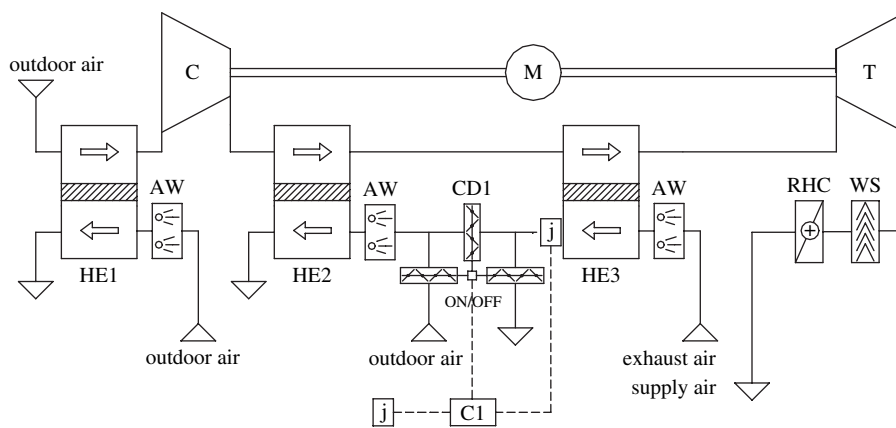 C
M
T
outdoor air
AW
AW
CD1
j
AW
RHC
WS
HE1
HE2
ON/OFF
HE3
outdoor air
outdoor air
exhaust air
supply air
j
C1